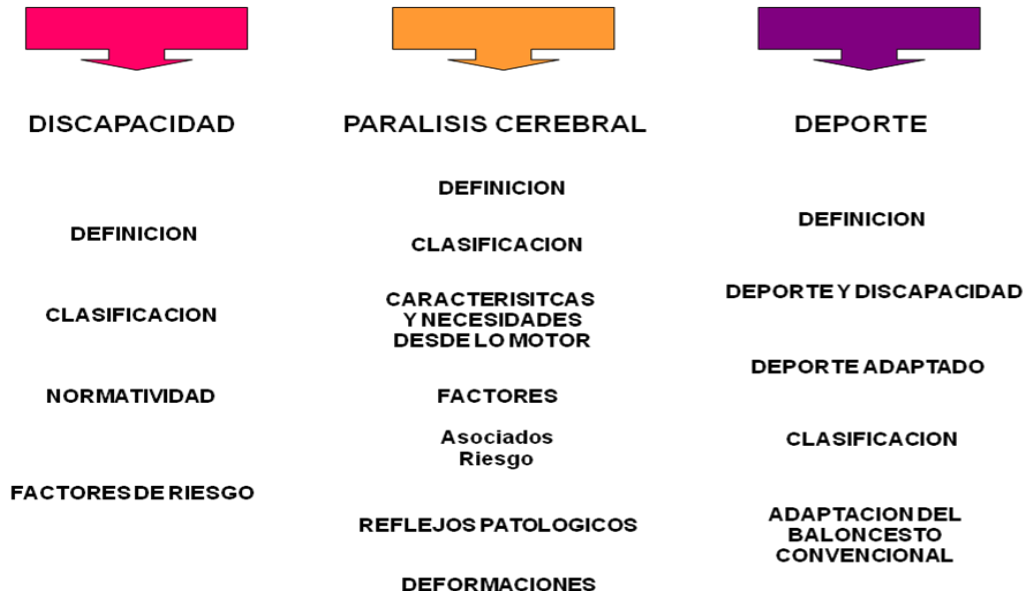 DISCAPACIDAD
DEFINICION
CLASIFICACION
NORMATIVIDAD
FACTORES DE RIESGO
PARALISIS CEREBRAL
DEFINICION
CLASIFICACION
CARACTERISITCAS
Y NECESIDADES
DESDE LO MOTOR
FACTORES
Asociados
Riesgo
REFLEJOS PATOLOGICOS
DEFORMACIONES
DEPORTE
DEFINICION
DEPORTE Y DISCAPACIDAD
DEPORTE ADAPTADO
CLASIFICACION
ADAPTACION DEL
BALONCESTO
CONVENCIONAL